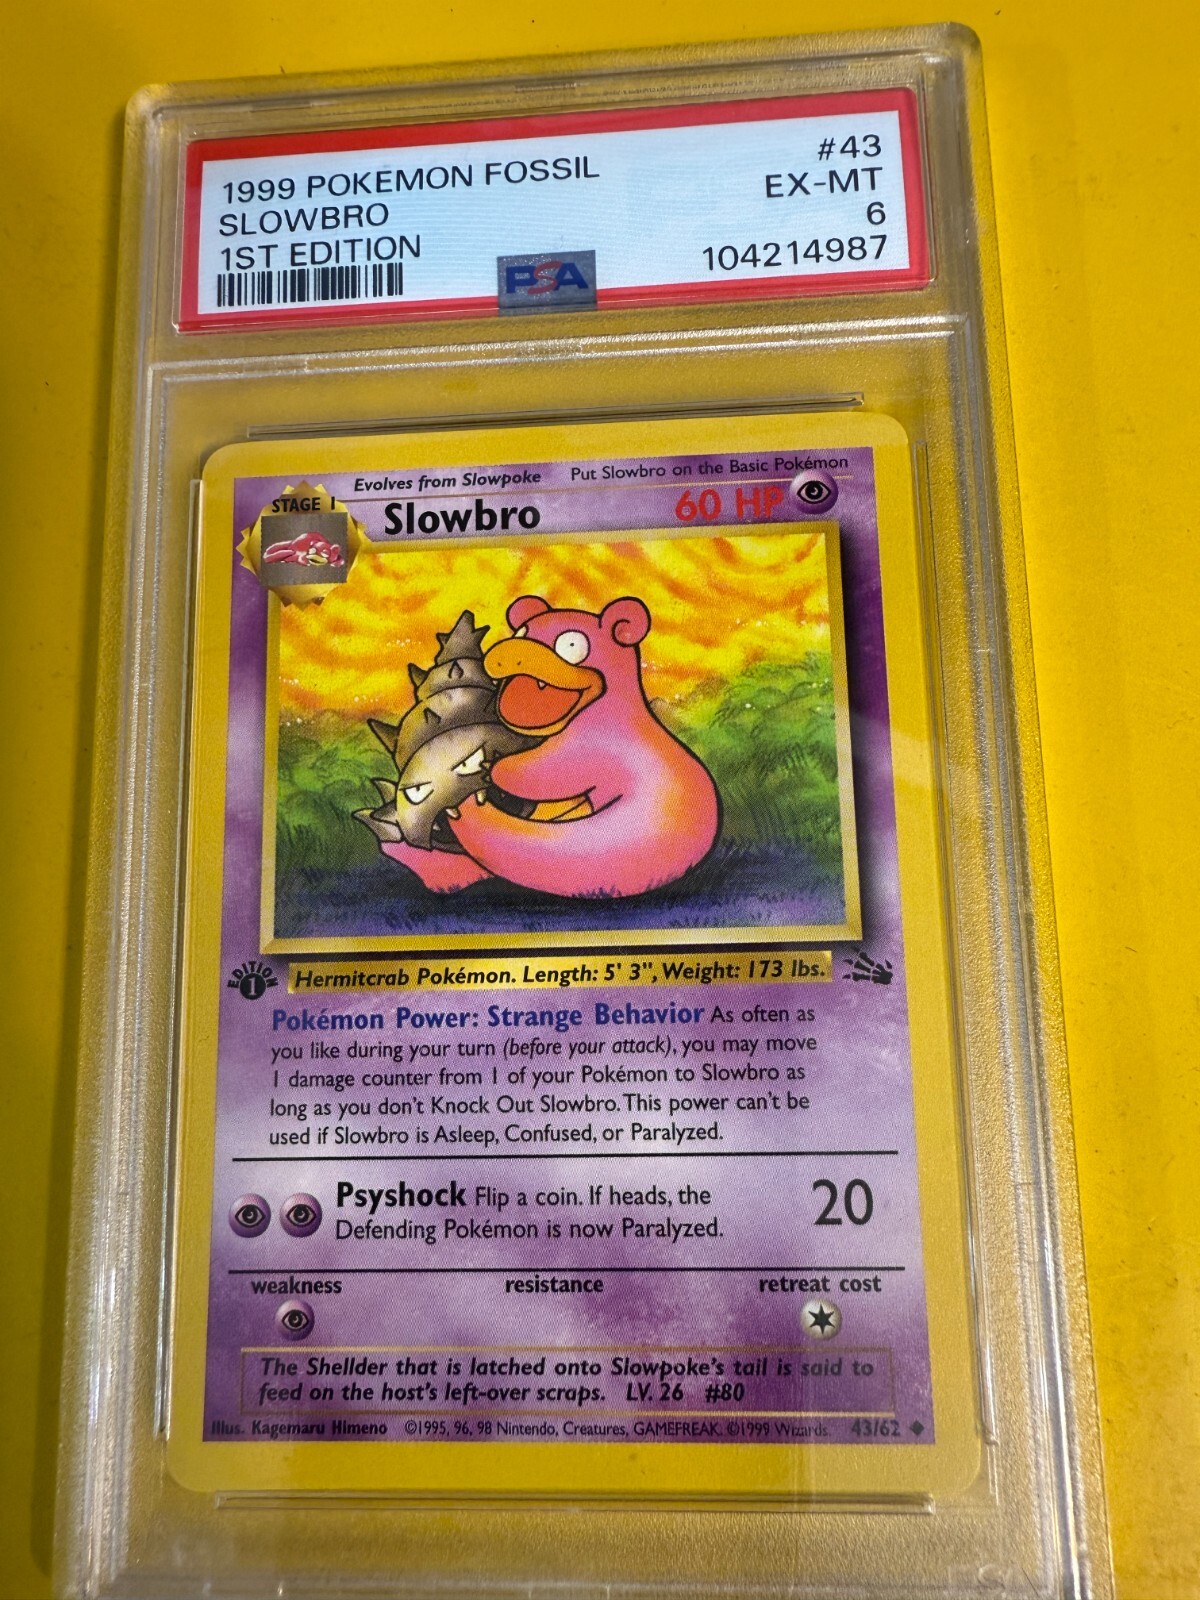 1999 POKEMON FOSSIL #43
SLOWBRO EX-MT
1ST EDITION 6
104214987
PSA
Evolves from Slowpoke Put Slowbro on the Basic Pokémon
STAGE 1 Slowbro 60 HP
EDITION 1
Hermitcrab Pokémon. Length: 5' 3", Weight: 173 lbs.
Pokémon Power: Strange Behavior As often as
you like during your turn (before your attack), you may move
1 damage counter from 1 of your Pokémon to Slowbro as
long as you don't Knock Out Slowbro. This power can't be
used if Slowbro is Asleep, Confused, or Paralyzed.
Psyshock Flip a coin. If heads, the 20
Defending Pokémon is now Paralyzed.
weakness resistance retreat cost
The Shellder that is latched onto Slowpoke's tail is said to
feed on the host's left-over scraps. LV. 26 #80
Illus. Kagemaru Himeno ©1995, 96, 98 Nintendo, Creatures, GAMEFREAK. ©1999 Wizards. 43/62